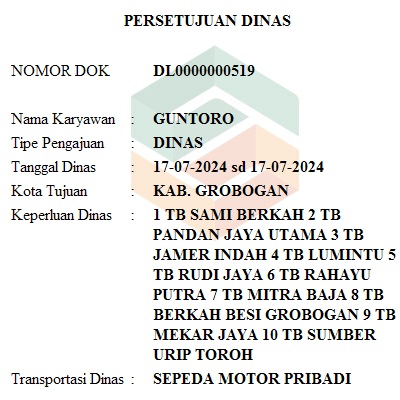 PERSETUJUAN DINAS
NOMOR DOK DL0000000519
Nama Karyawan : GUNTORO
Tipe Pengajuan : DINAS
Tanggal Dinas : 17-07-2024 sd 17-07-2024
Kota Tujuan : KAB. GROBOGAN
Keperluan Dinas : 1 TB SAMI BERKAH 2 TB
PANDAN JAYA UTAMA 3 TB
JAMER INDAH 4 TB LUMINTU 5
TB RUDI JAYA 6 TB RAHAYU
PUTRA 7 TB MITRA BAJA 8 TB
BERKAH BESI GROBOGAN 9 TB
MEKAR JAYA 10 TB SUMBER
URIP TOROH
Transportasi Dinas : SEPEDA MOTOR PRIBADI